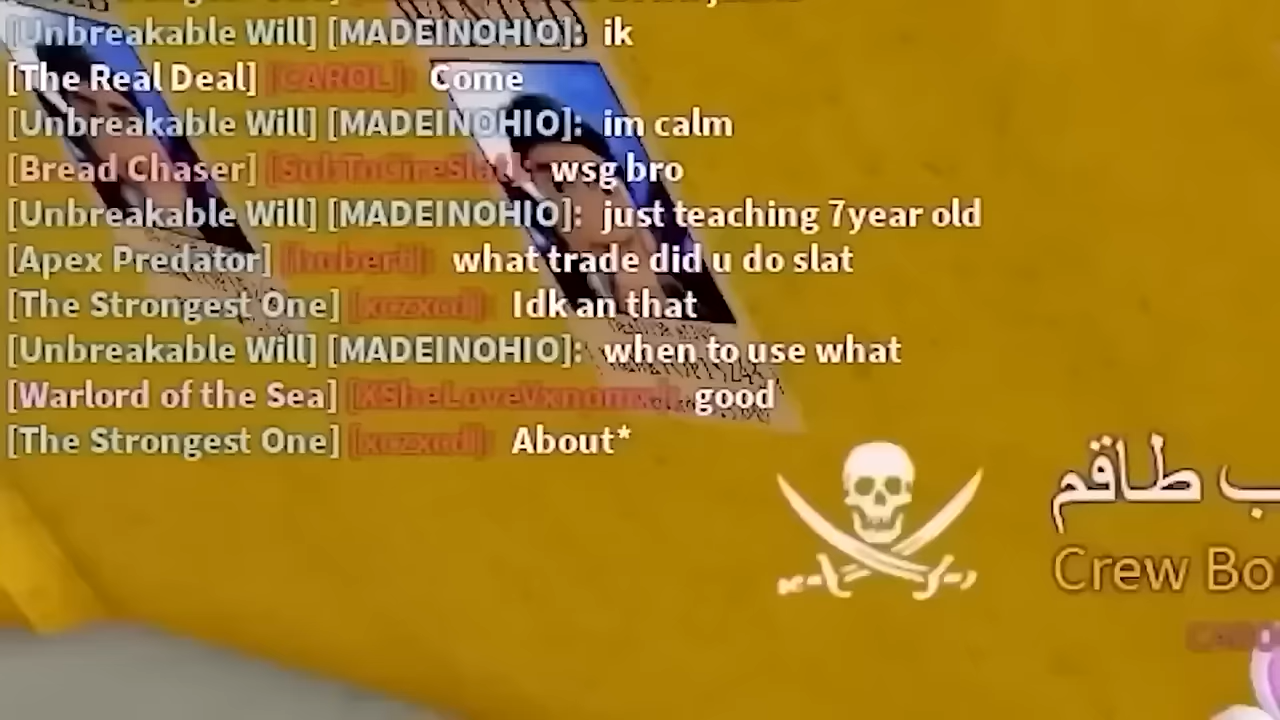 [Unbreakable Will] [MADEINOHIO]: ik
[The Real Deal] [CAROL]: Come
[Unbreakable Will] [MADEINOHIO]: im calm
[Bread Chaser] wsg bro
[Unbreakable Will] [MADEINOHIO]: just teaching 7year old
[Apex Predator] what trade did u do slat
[The Strongest One] Idk an that
[Unbreakable Will] [MADEINOHIO]: when to use what
[Warlord of the Sea] good
[The Strongest One] About*
ب طاقم
Crew Bo